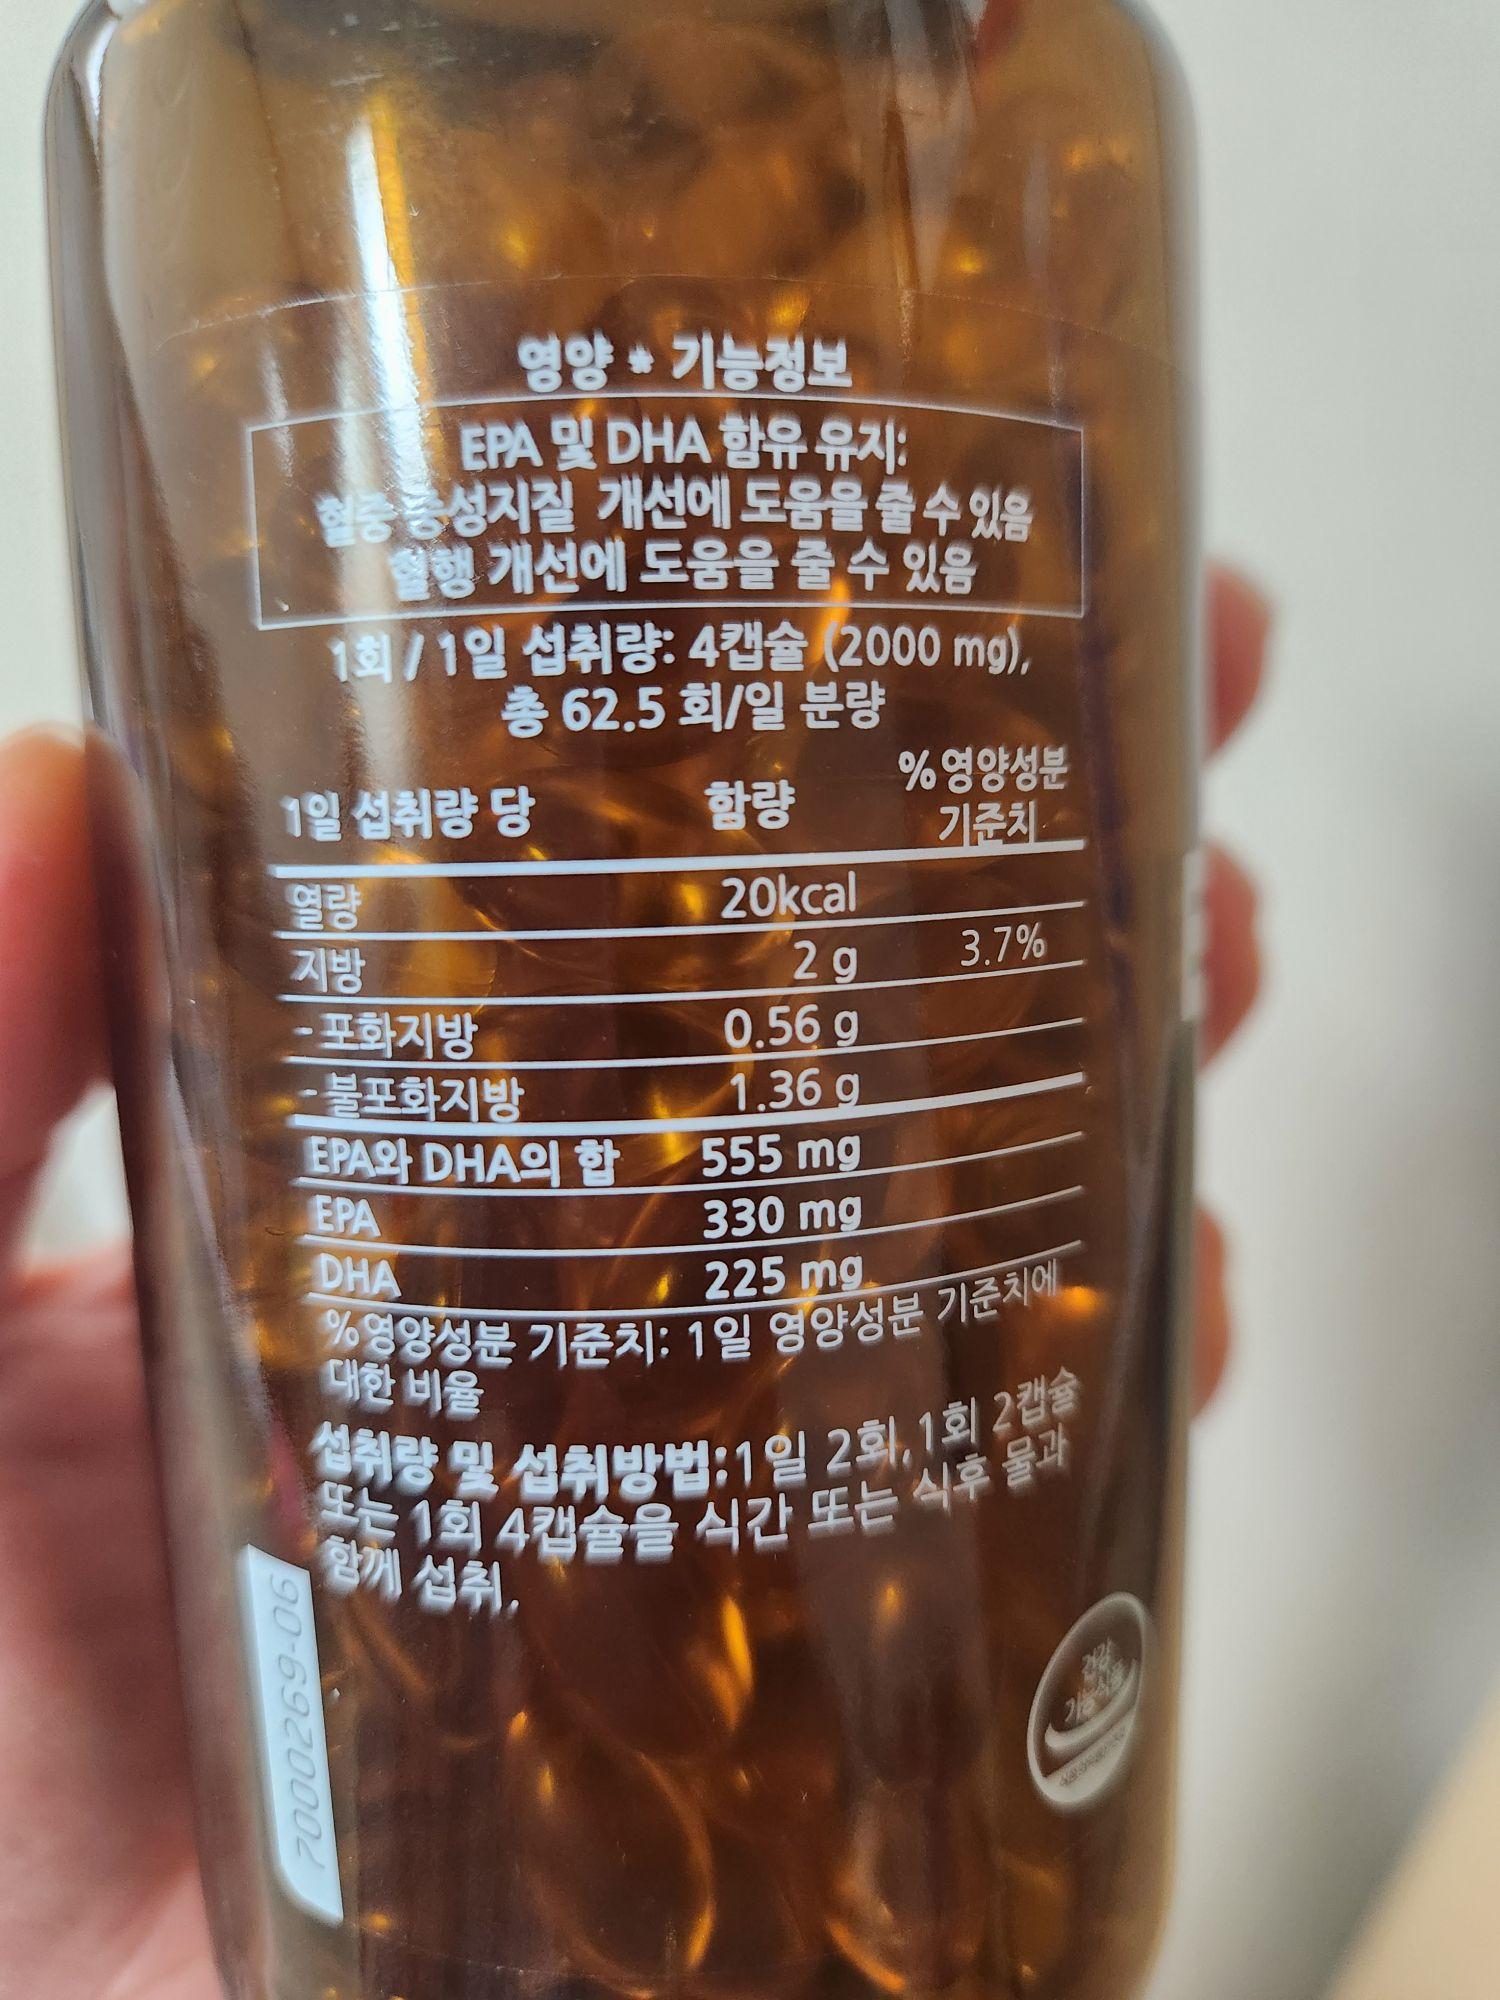 영양 * 기능정보
EPA 및 DHA 함유 유지:
혈중 중성지질 개선에 도움을 줄 수 있음
혈행 개선에 도움을 줄 수 있음
1회 / 1일 섭취량: 4캡슐 (2000 mg),
총 62.5 회/일 분량
1일 섭취량 당 함량 % 영양성분
기준치
열량 20kcal
지방 2 g 3.7%
- 포화지방 0.56 g
- 불포화지방 1.36 g
EPA와 DHA의 합 555 mg
EPA 330 mg
DHA 225 mg
%영양성분 기준치: 1일 영양성분 기준치에
대한 비율
섭취량 및 섭취방법:1일 2회, 1회 2캡슐
또는 1회 4캡슐을 식간 또는 식후 물과
함께 섭취.
7000269-06
건강
기능식품